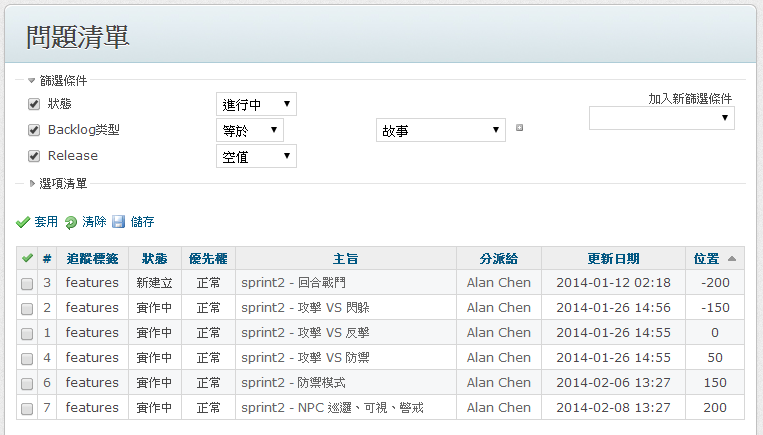 問題清單
篩選條件
狀態 進行中 加入新篩選條件
Backlog类型 等於 故事
Release 空值
選項清單
套用 清除 儲存
# 追蹤標籤 狀態 優先權 主旨 分派給 更新日期 位置
3 features 新建立 正常 sprint2 - 回合戰鬥 Alan Chen 2014-01-12 02:18 -200
2 features 實作中 正常 sprint2 - 攻擊 VS 閃躲 Alan Chen 2014-01-26 14:56 -150
1 features 實作中 正常 sprint2 - 攻擊 VS 反擊 Alan Chen 2014-01-26 14:55 0
4 features 實作中 正常 sprint2 - 攻擊 VS 防禦 Alan Chen 2014-01-26 14:55 50
6 features 實作中 正常 sprint2 - 防禦模式 Alan Chen 2014-02-06 13:27 150
7 features 實作中 正常 sprint2 - NPC 巡邏、可視、警戒 Alan Chen 2014-02-08 13:27 200